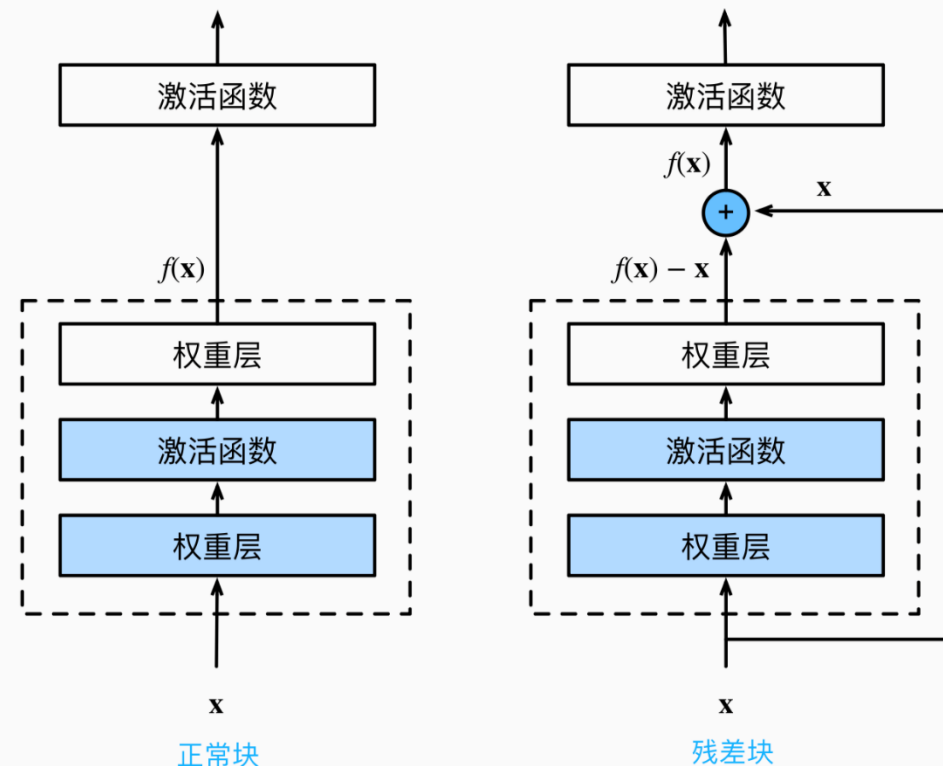 激活函数
f(x)
权重层
激活函数
权重层
x
正常块
激活函数
f(x)
x
+
f(x) − x
权重层
激活函数
权重层
x
残差块